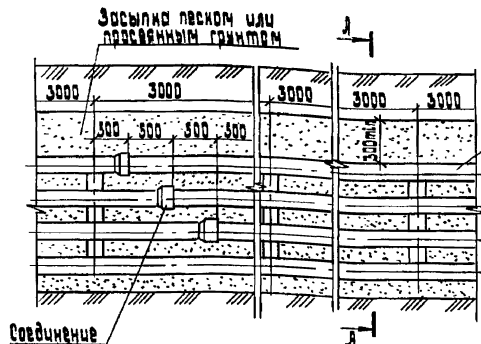 Засыпка песком или
просеянным грунтом
А
3000 3000 3000 3000 3000
500 500 500 500
500min
Соединение
А